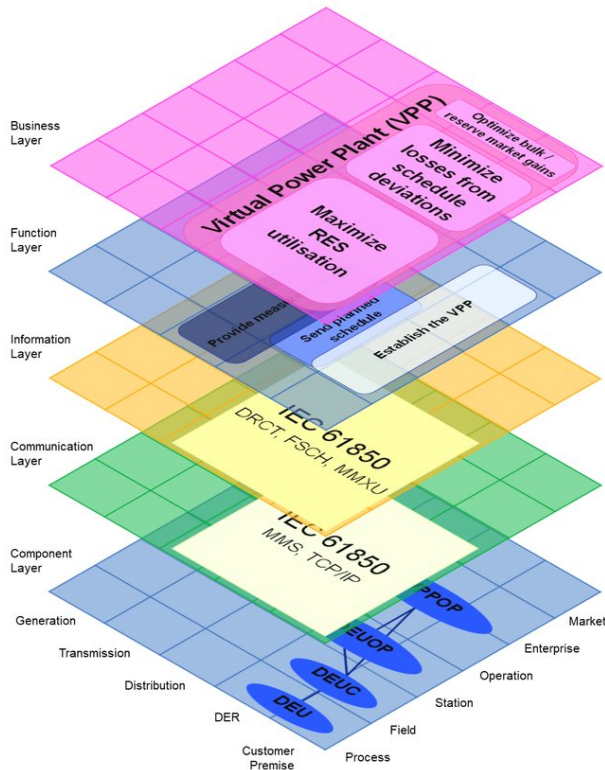 Business
Layer
Virtual Power Plant (VPP)
Optimize bulk /
reserve market gains
Minimize
losses from
schedule
deviations
Maximize
RES
utilisation
Function
Layer
Provide
Send planned
schedule
Establish the VPP
Information
Layer
IEC 61850
DRCT, FSCH, MMXU
Communication
Layer
IEC 61850
MMS, TCP/IP
Component
Layer
PPOP
EUOP
DEUC
DEU
Generation
Transmission
Distribution
DER
Customer
Premise
Market
Enterprise
Operation
Station
Field
Process